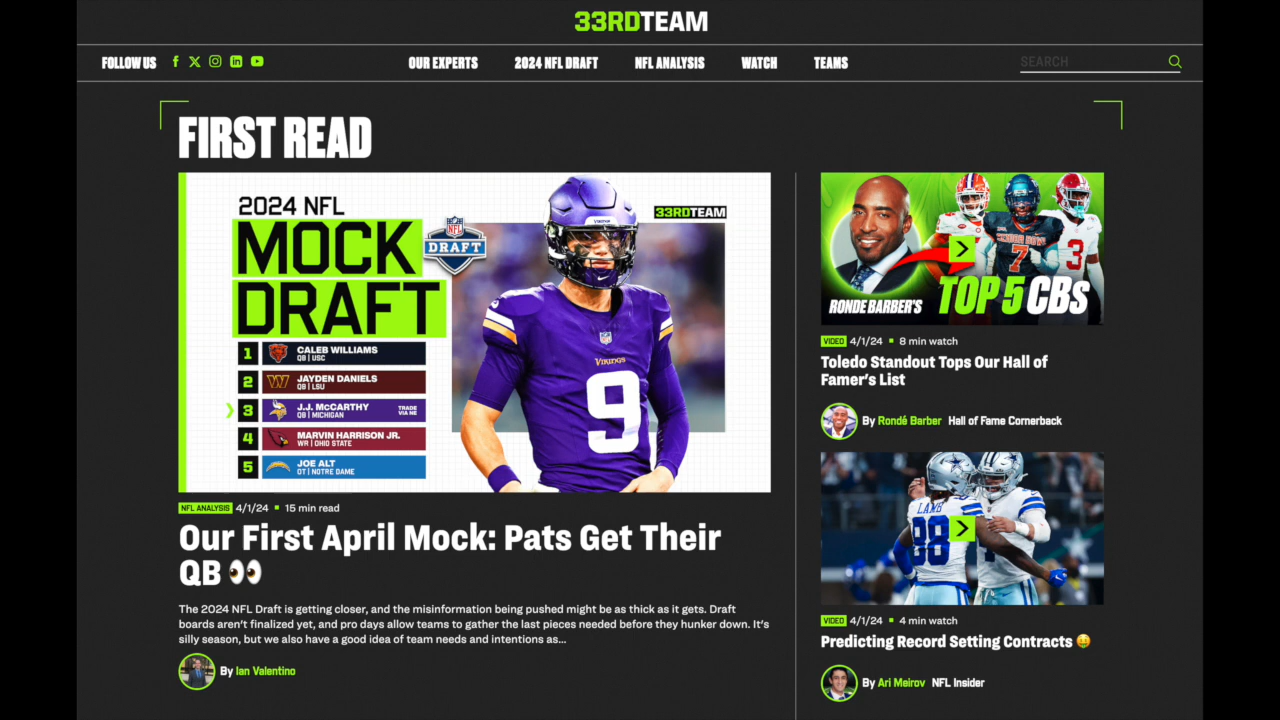 33RDTEAM
FOLLOW US
OUR EXPERTS
2024 NFL DRAFT
NFL ANALYSIS
WATCH
TEAMS
SEARCH
FIRST READ
2024 NFL
MOCK
DRAFT
NFL
DRAFT
33RDTEAM
1 CALEB WILLIAMS
QB | USC
2 JAYDEN DANIELS
QB | LSU
3 J.J. McCARTHY
QB | MICHIGAN
TRADE
VIA NE
4 MARVIN HARRISON JR.
WR | OHIO STATE
5 JOE ALT
OT | NOTRE DAME
VIKINGS
9
NFL ANALYSIS 4/1/24 ▪ 15 min read
Our First April Mock: Pats Get Their
QB 👀
The 2024 NFL Draft is getting closer, and the misinformation being pushed might be as thick as it gets. Draft
boards aren't finalized yet, and pro days allow teams to gather the last pieces needed before they hunker down. It's
silly season, but we also have a good idea of team needs and intentions as...
By Ian Valentino
7
3
RONDE BARBER'S
TOP 5 CBs
VIDEO 4/1/24 ▪ 8 min watch
Toledo Standout Tops Our Hall of
Famer's List
By Rondé Barber Hall of Fame Cornerback
LAMB
88
VIDEO 4/1/24 ▪ 4 min watch
Predicting Record Setting Contracts 🤑
By Ari Meirov NFL Insider